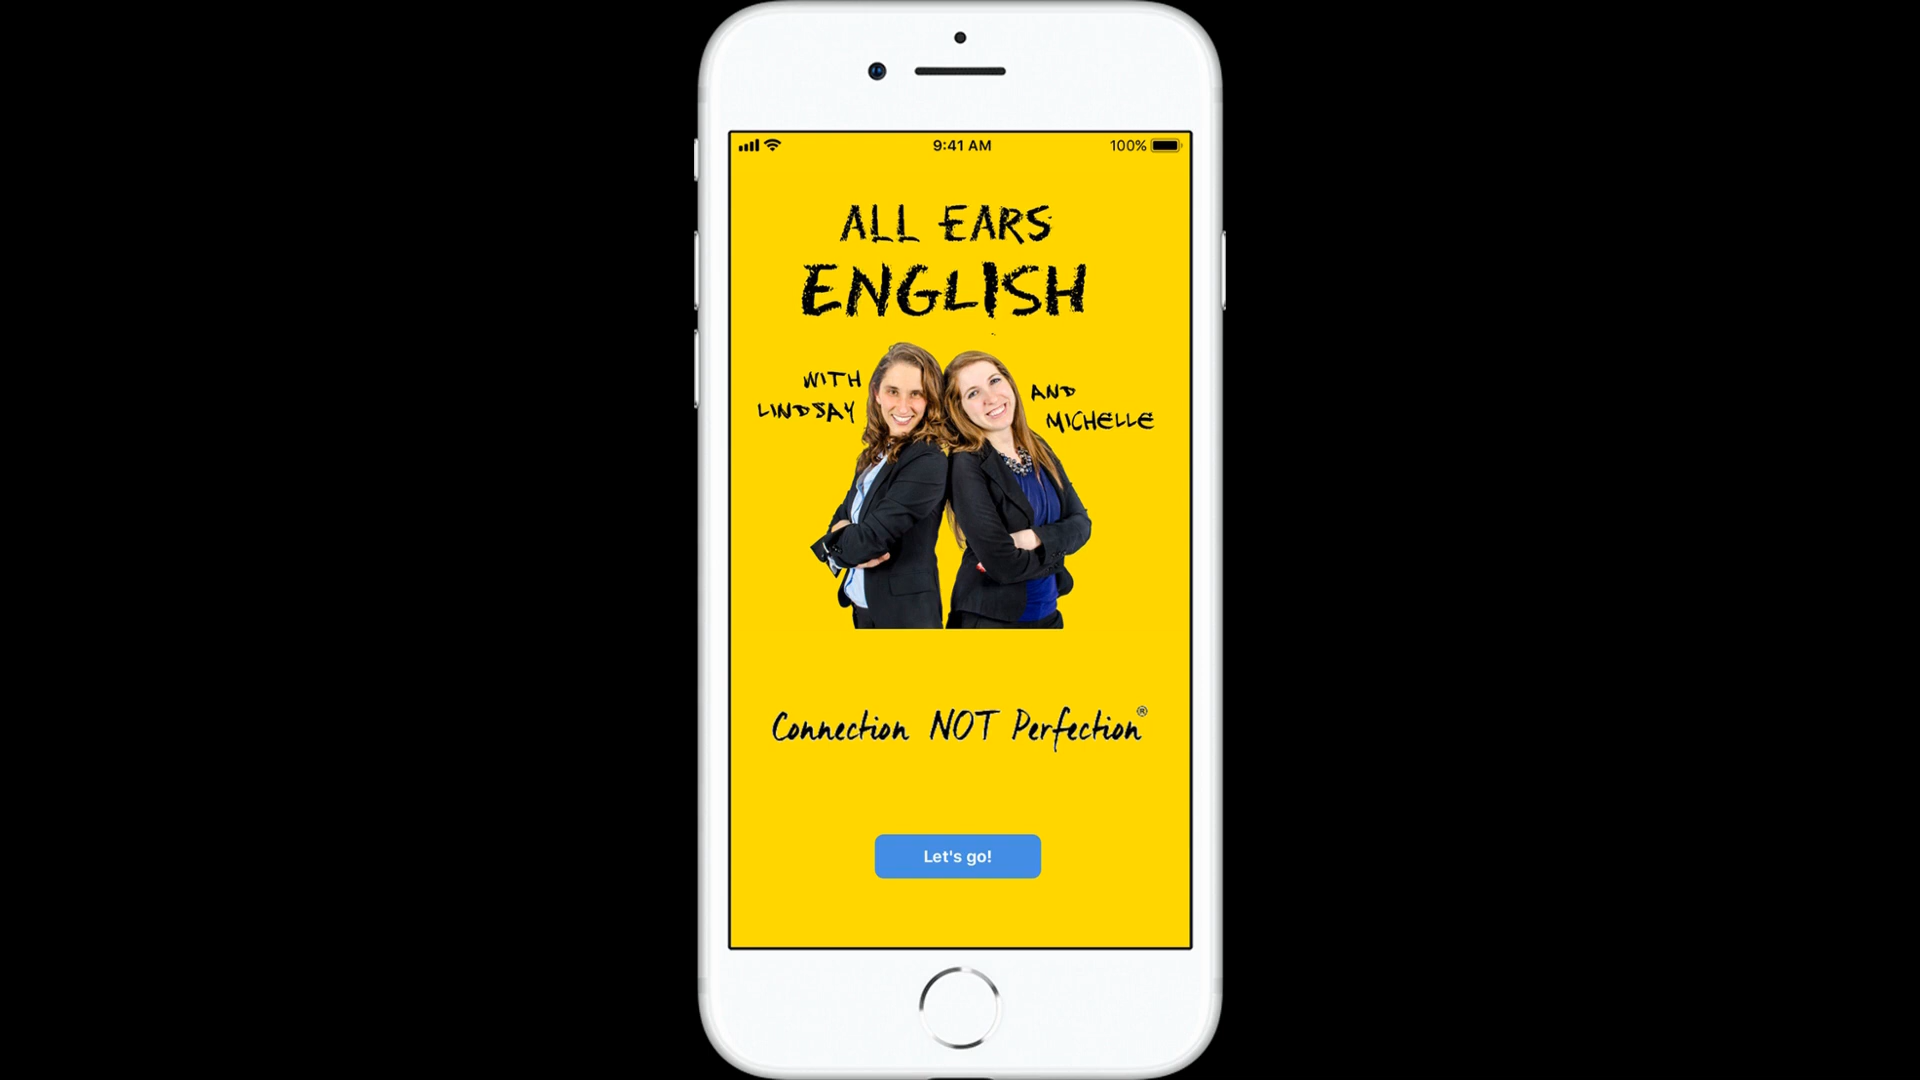 9:41 AM
100%
ALL EARS
ENGLISH
WITH
LINDSAY
AND
MICHELLE
Connection NOT Perfection®
Let's go!